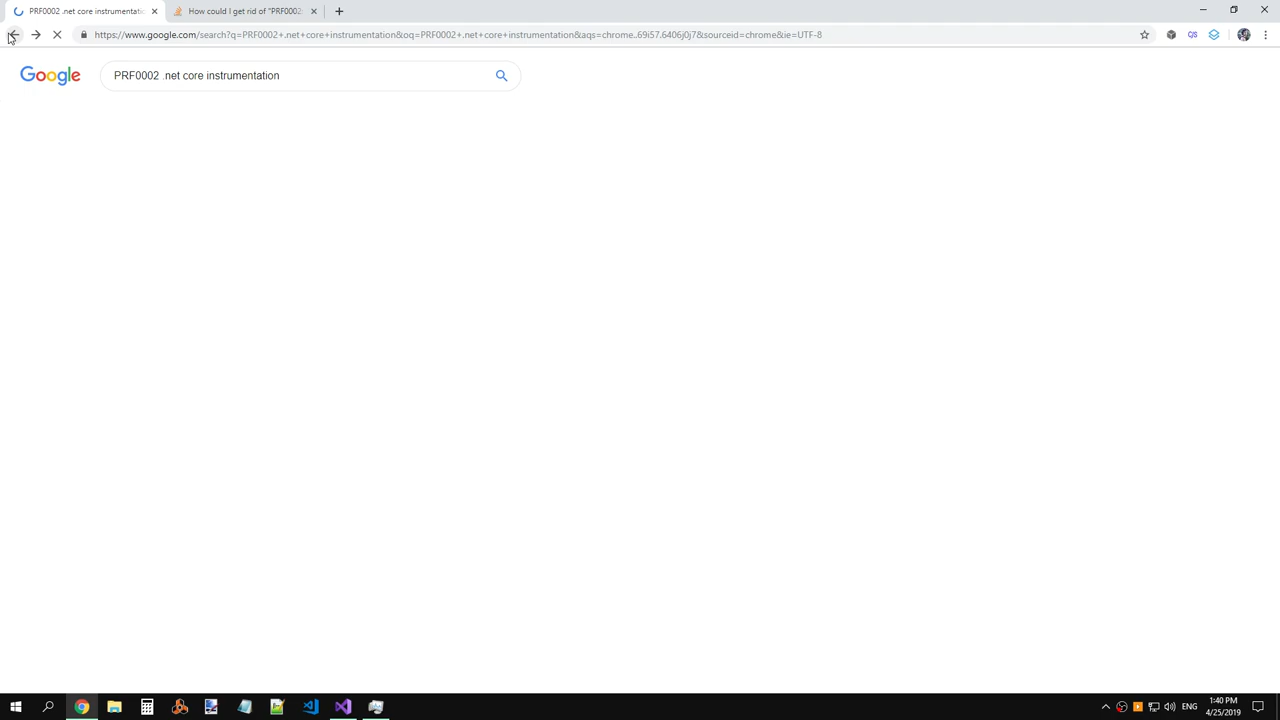 PRF0002 .net core instrumentatio
How could I get rid of "PRF0002
https://www.google.com/search?q=PRF0002+.net+core+instrumentation&oq=PRF0002+.net+core+instrumentation&aqs=chrome..69i57.6406j0j7&sourceid=chrome&ie=UTF-8
Google
PRF0002 .net core instrumentation
ENG
1:40 PM
4/25/2019